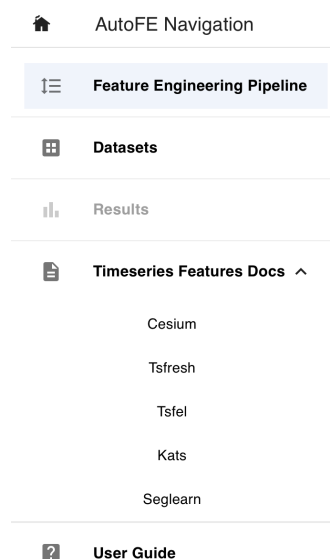 AutoFE Navigation
Feature Engineering Pipeline
Datasets
Results
Timeseries Features Docs
Cesium
Tsfresh
Tsfel
Kats
Seglearn
User Guide